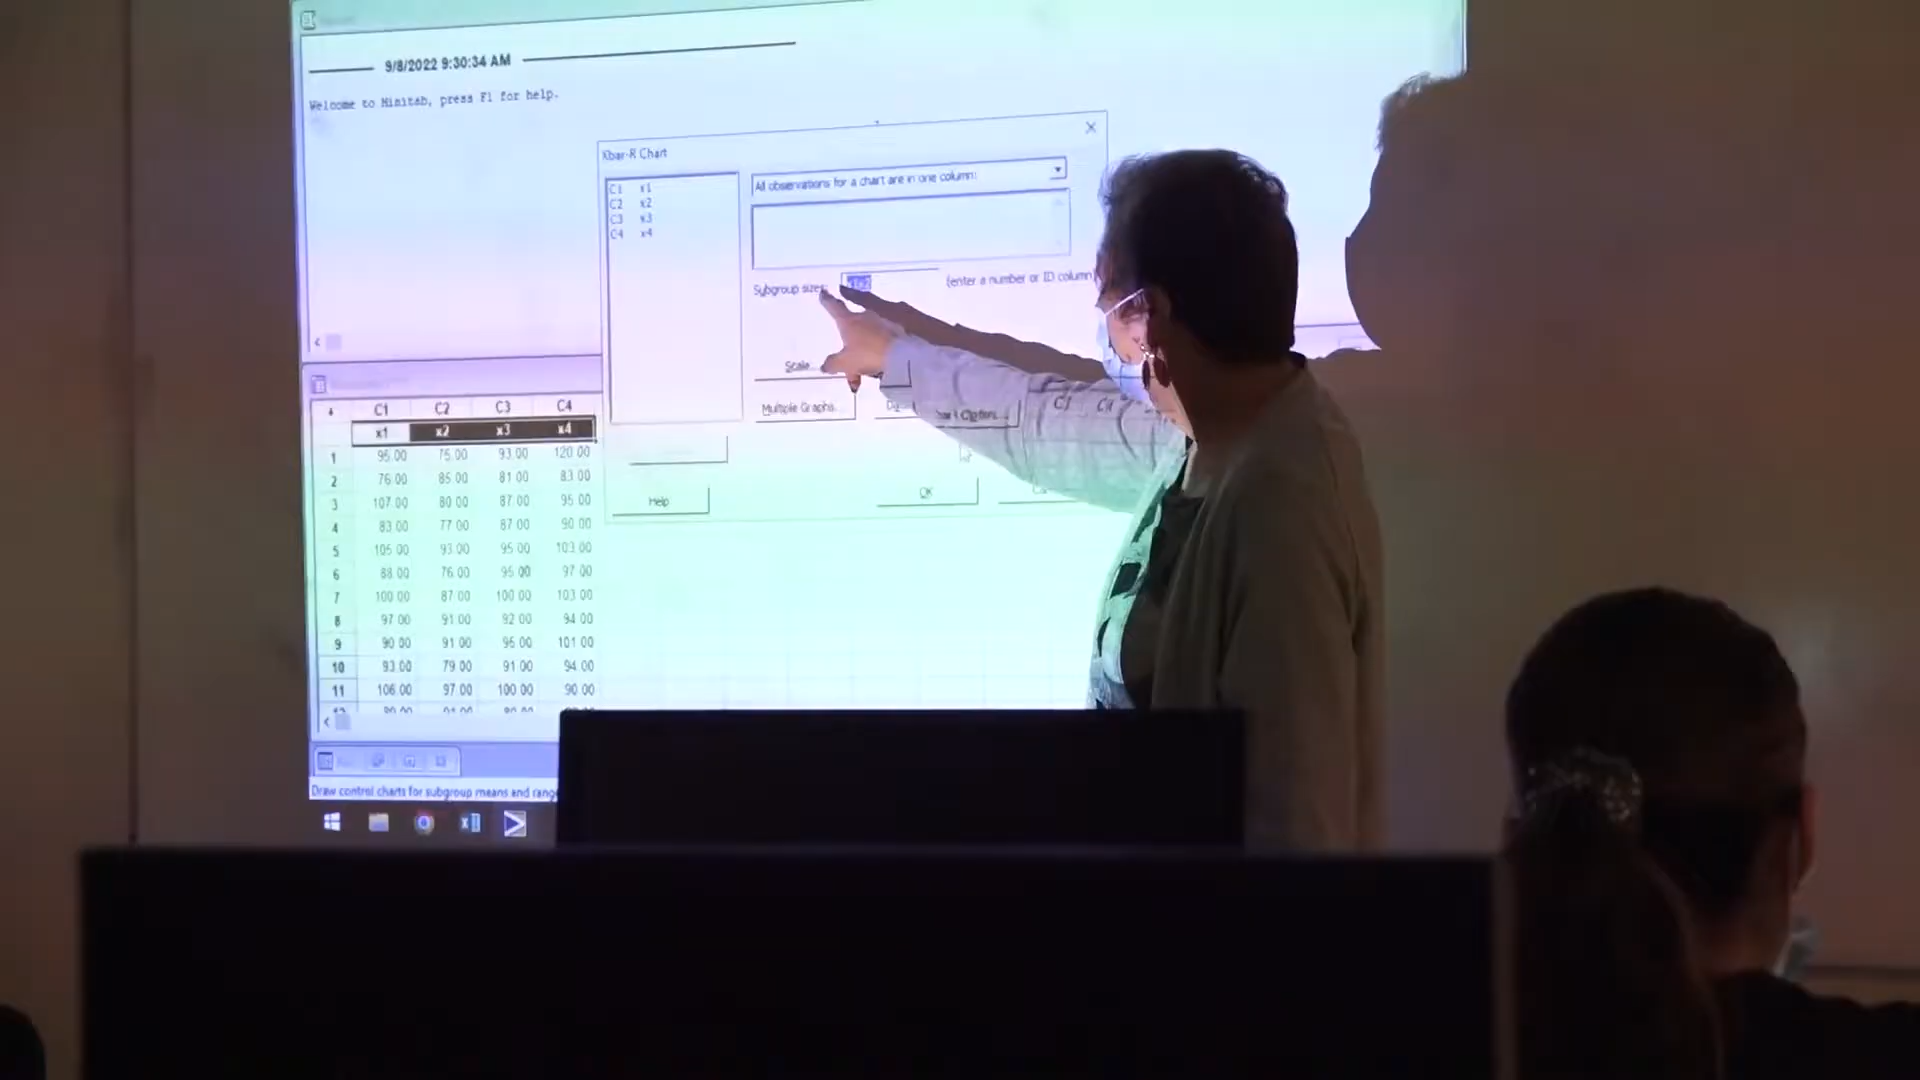 9/8/2022 9:30:34 AM
Welcome to Minitab, press F1 for help.
Xbar-R Chart
C1 x1
C2 x2
C3 x3
C4 x4
All observations for a chart are in one column:
Subgroup sizes:
(enter a number or ID column)
Scale...
Multiple Graphs...
Help
OK
C1 C2 C3 C4
x1 x2 x3 x4
1 95.00 75.00 93.00 120.00
2 76.00 85.00 81.00 83.00
3 107.00 80.00 87.00 95.00
4 83.00 77.00 87.00 90.00
5 105.00 93.00 95.00 103.00
6 88.00 76.00 95.00 97.00
7 100.00 87.00 100.00 103.00
8 97.00 91.00 92.00 94.00
9 90.00 91.00 95.00 101.00
10 93.00 79.00 91.00 94.00
11 106.00 97.00 100.00 90.00
Draw control charts for subgroup means and rang